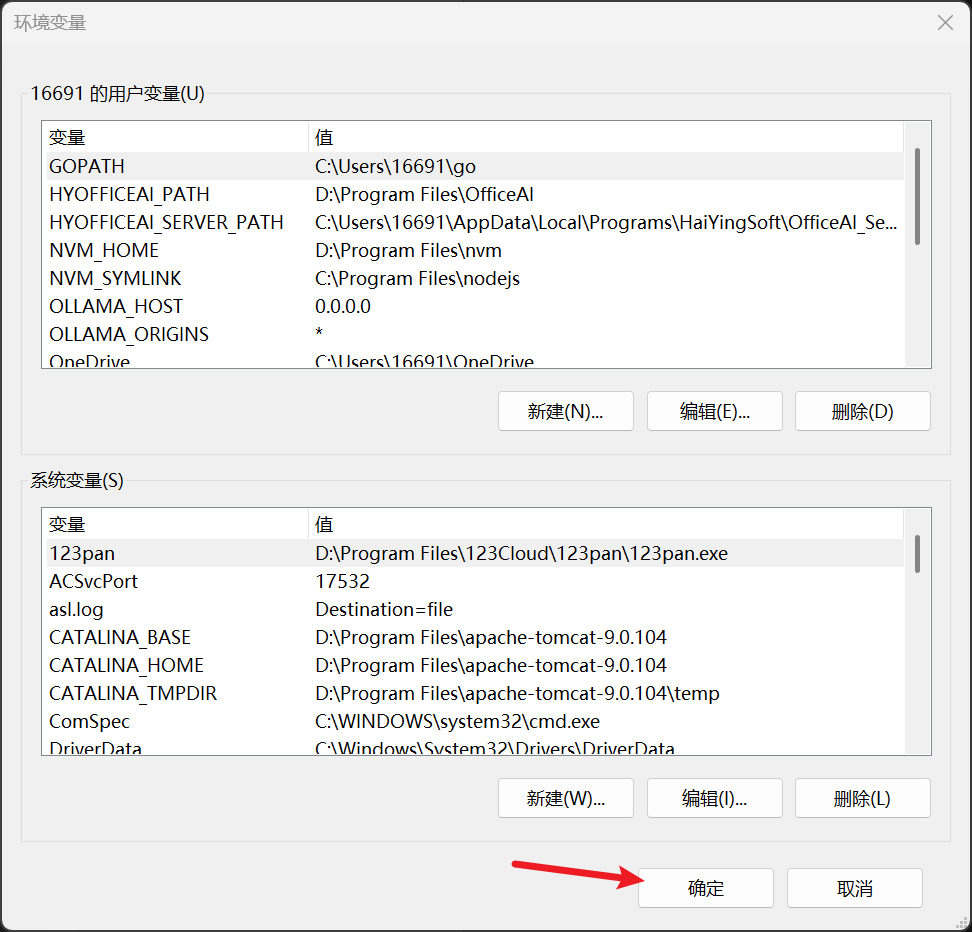 环境变量
16691 的用户变量(U)
变量 值
GOPATH C:\Users\16691\go
HYOFFICEAI_PATH D:\Program Files\OfficeAI
HYOFFICEAI_SERVER_PATH C:\Users\16691\AppData\Local\Programs\HaiYingSoft\OfficeAI_Se...
NVM_HOME D:\Program Files\nvm
NVM_SYMLINK C:\Program Files\nodejs
OLLAMA_HOST 0.0.0.0
OLLAMA_ORIGINS *
OneDrive C:\Users\16691\OneDrive
新建(N)... 编辑(E)... 删除(D)
系统变量(S)
变量 值
123pan D:\Program Files\123Cloud\123pan\123pan.exe
ACSvcPort 17532
asl.log Destination=file
CATALINA_BASE D:\Program Files\apache-tomcat-9.0.104
CATALINA_HOME D:\Program Files\apache-tomcat-9.0.104
CATALINA_TMPDIR D:\Program Files\apache-tomcat-9.0.104\temp
ComSpec C:\WINDOWS\system32\cmd.exe
DriverData C:\Windows\System32\Drivers\DriverData
新建(W)... 编辑(I)... 删除(L)
确定 取消